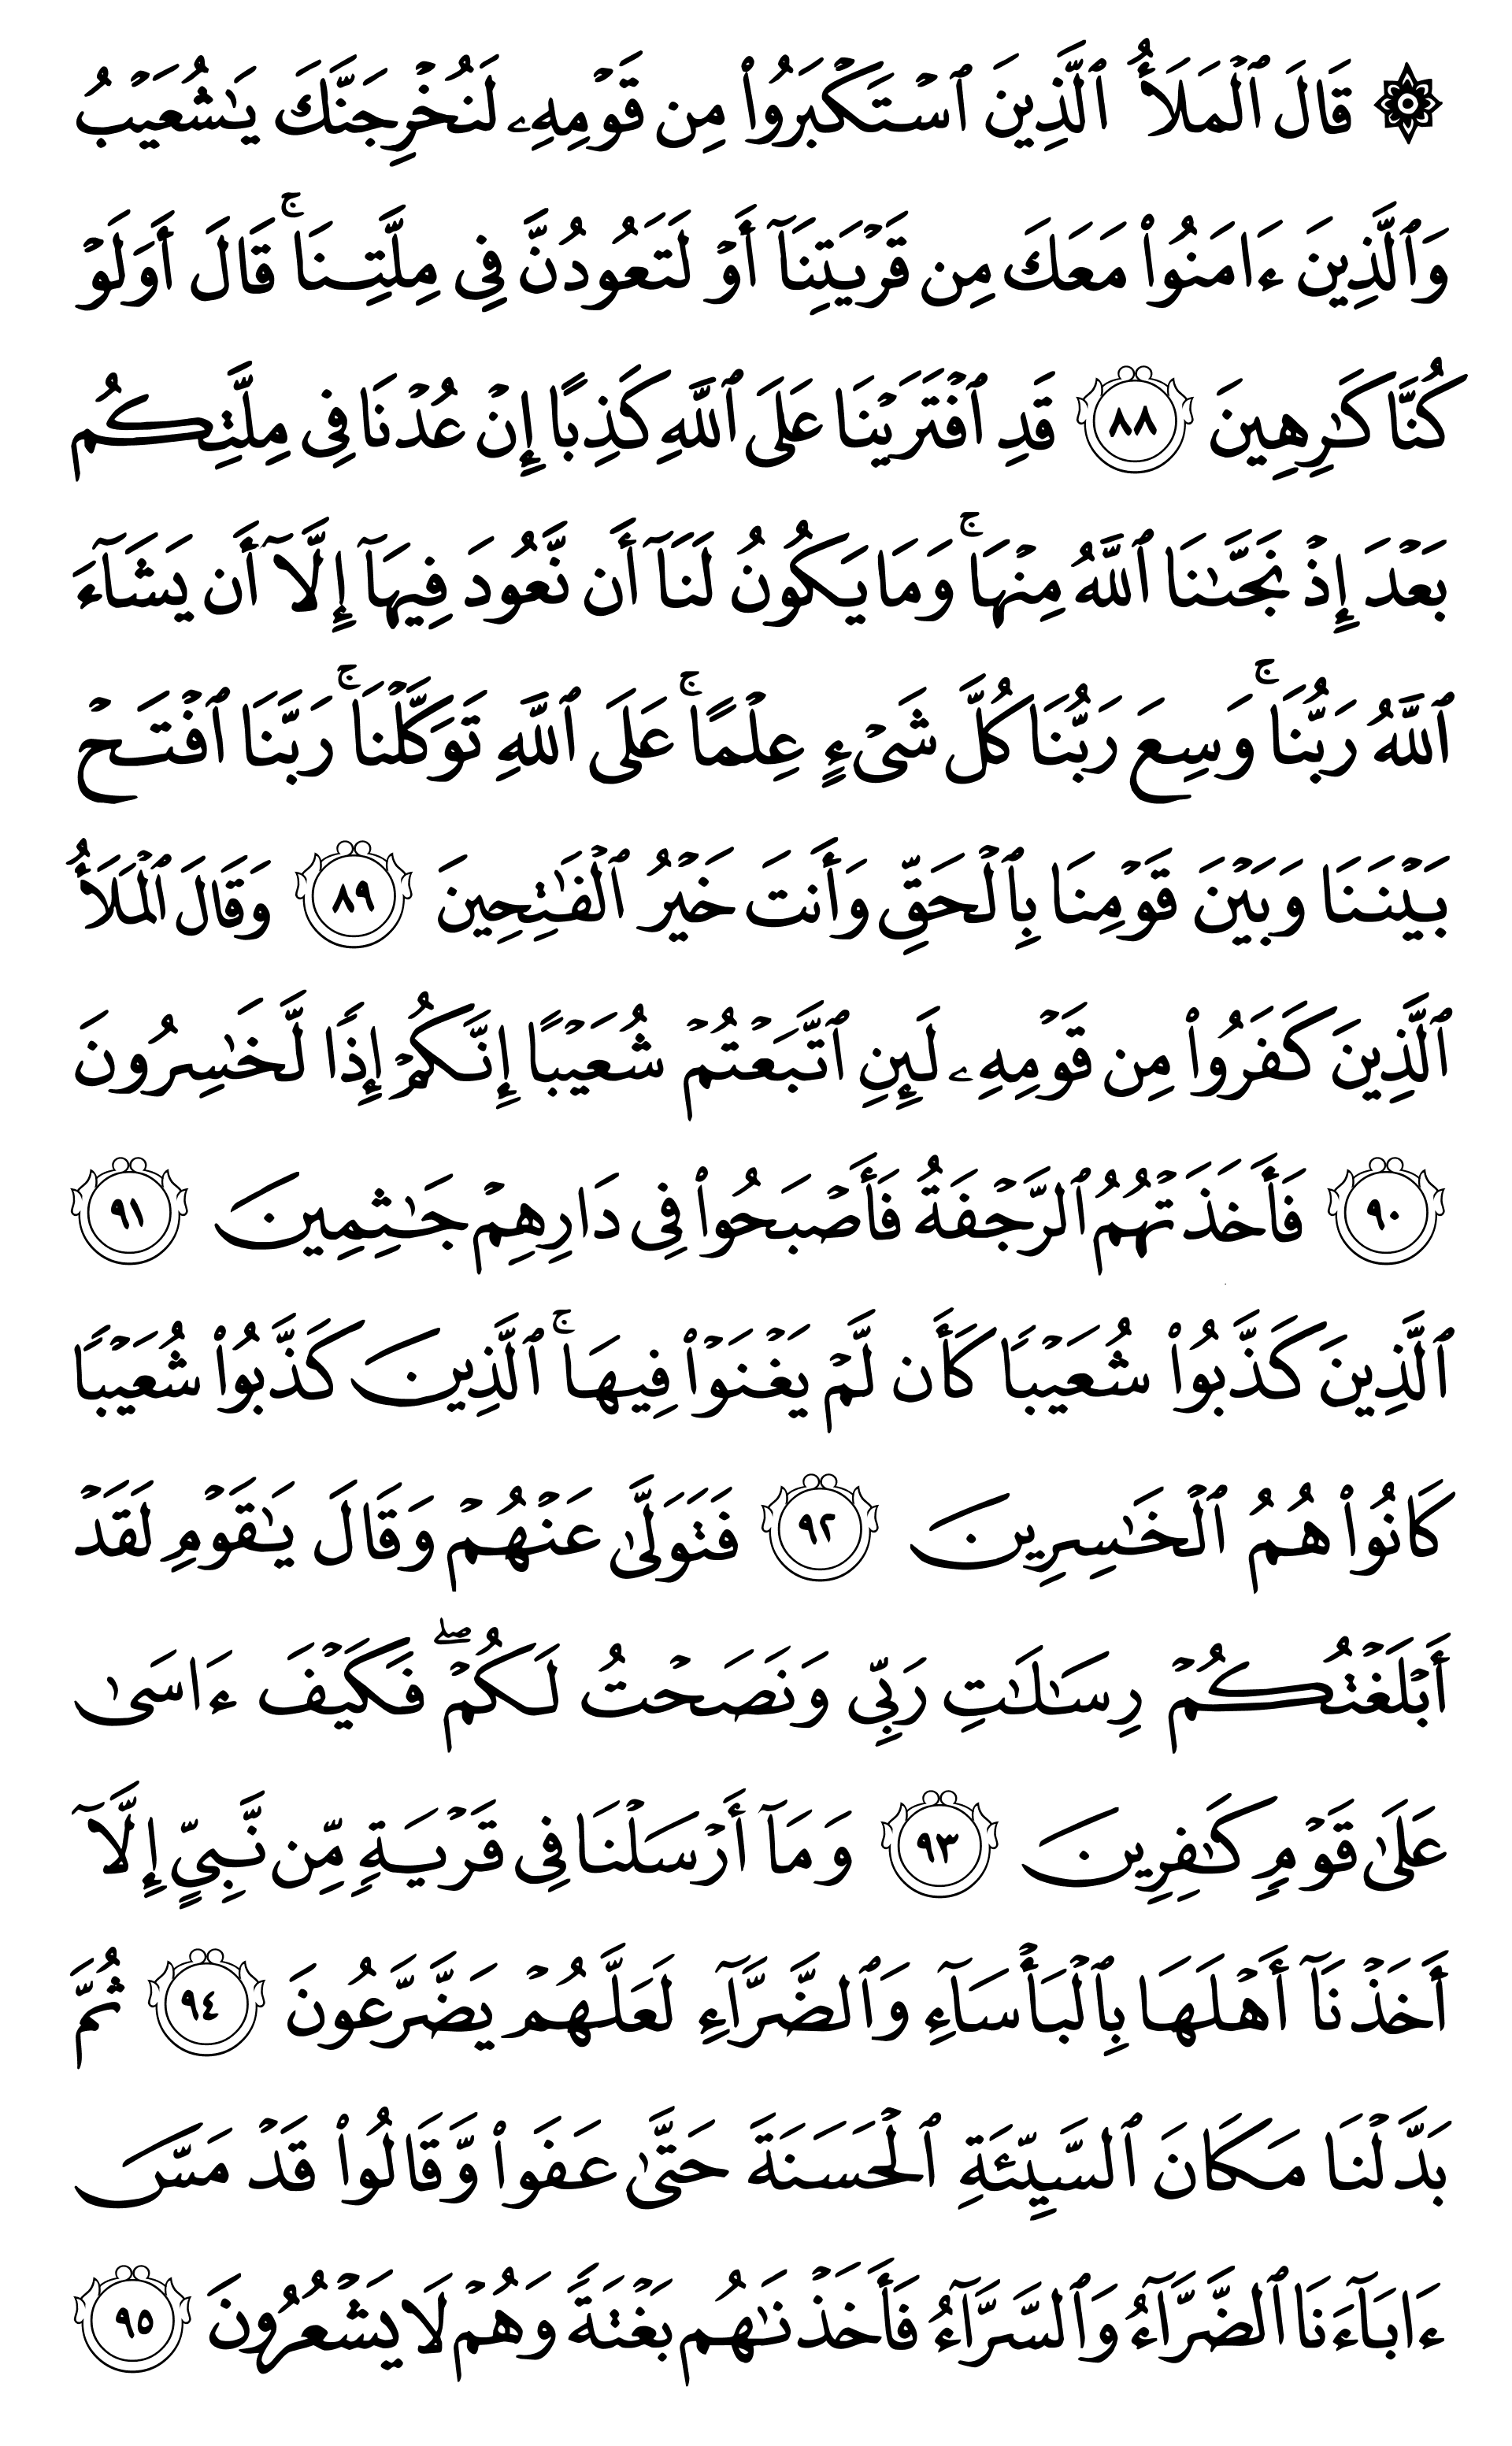 ۞ قَالَ ٱلْمَلَأُ ٱلَّذِينَ ٱسْتَكْبَرُوا۟ مِن قَوْمِهِۦ لَنُخْرِجَنَّكَ يَـٰشُعَيْبُ
وَٱلَّذِينَ ءَامَنُوا۟ مَعَكَ مِن قَرْيَتِنَآ أَوْ لَتَعُودُنَّ فِى مِلَّتِنَا ۚ قَالَ أَوَلَوْ
كُنَّا كَـٰرِهِينَ ٨٨ قَدِ ٱفْتَرَيْنَا عَلَى ٱللَّهِ كَذِبًا إِنْ عُدْنَا فِى مِلَّتِكُم
بَعْدَ إِذْ نَجَّىٰنَا ٱللَّهُ مِنْهَا ۚ وَمَا يَكُونُ لَنَآ أَن نَّعُودَ فِيهَآ إِلَّآ أَن يَشَآءَ
ٱللَّهُ رَبُّنَا ۚ وَسِعَ رَبُّنَا كُلَّ شَىْءٍ عِلْمًا ۚ عَلَى ٱللَّهِ تَوَكَّلْنَا ۚ رَبَّنَا ٱفْتَحْ
بَيْنَنَا وَبَيْنَ قَوْمِنَا بِٱلْحَقِّ وَأَنتَ خَيْرُ ٱلْفَـٰتِحِينَ ٨٩ وَقَالَ ٱلْمَلَأُ
ٱلَّذِينَ كَفَرُوا۟ مِن قَوْمِهِۦ لَئِنِ ٱتَّبَعْتُمْ شُعَيْبًا إِنَّكُمْ إِذًا لَّخَـٰسِرُونَ
٩٠ فَأَخَذَتْهُمُ ٱلرَّجْفَةُ فَأَصْبَحُوا۟ فِى دَارِهِمْ جَـٰثِمِينَ ٩١
ٱلَّذِينَ كَذَّبُوا۟ شُعَيْبًا كَأَن لَّمْ يَغْنَوْا۟ فِيهَا ۚ ٱلَّذِينَ كَذَّبُوا۟ شُعَيْبًا
كَانُوا۟ هُمُ ٱلْخَـٰسِرِينَ ٩٢ فَتَوَلَّىٰ عَنْهُمْ وَقَالَ يَـٰقَوْمِ لَقَدْ
أَبْلَغْتُكُمْ رِسَـٰلَـٰتِ رَبِّى وَنَصَحْتُ لَكُمْ ۖ فَكَيْفَ ءَاسَىٰ
عَلَىٰ قَوْمٍ كَـٰفِرِينَ ٩٣ وَمَآ أَرْسَلْنَا فِى قَرْيَةٍ مِّن نَّبِىٍّ إِلَّآ
أَخَذْنَآ أَهْلَهَا بِٱلْبَأْسَآءِ وَٱلضَّرَّآءِ لَعَلَّهُمْ يَضَّرَّعُونَ ٩٤ ثُمَّ
بَدَّلْنَا مَكَانَ ٱلسَّيِّئَةِ ٱلْحَسَنَةَ حَتَّىٰ عَفَوا۟ وَّقَالُوا۟ قَدْ مَسَّ
ءَابَآءَنَا ٱلضَّرَّآءُ وَٱلسَّرَّآءُ فَأَخَذْنَـٰهُم بَغْتَةً وَهُمْ لَا يَشْعُرُونَ ٩٥